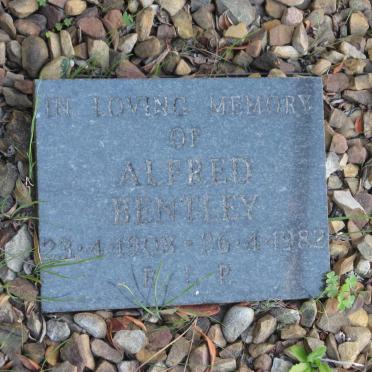 IN LOVING MEMORY
OF
ALFRED
BENTLEY
23·4·1908 · 26·4·1982
R.I.P.